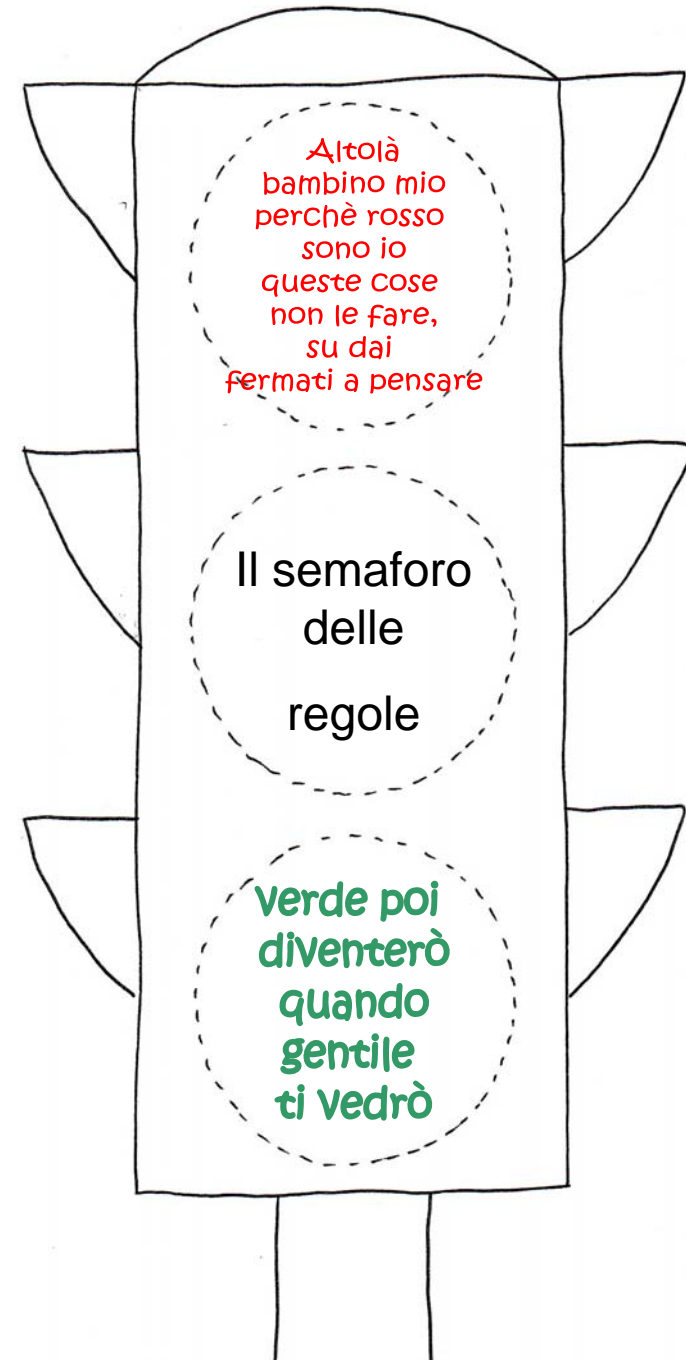 Altolà
bambino mio
perchè rosso
sono io
queste cose
non le fare,
su dai
fermati a pensare
Il semaforo
delle
regole
verde poi
diventerò
quando
gentile
ti vedrò